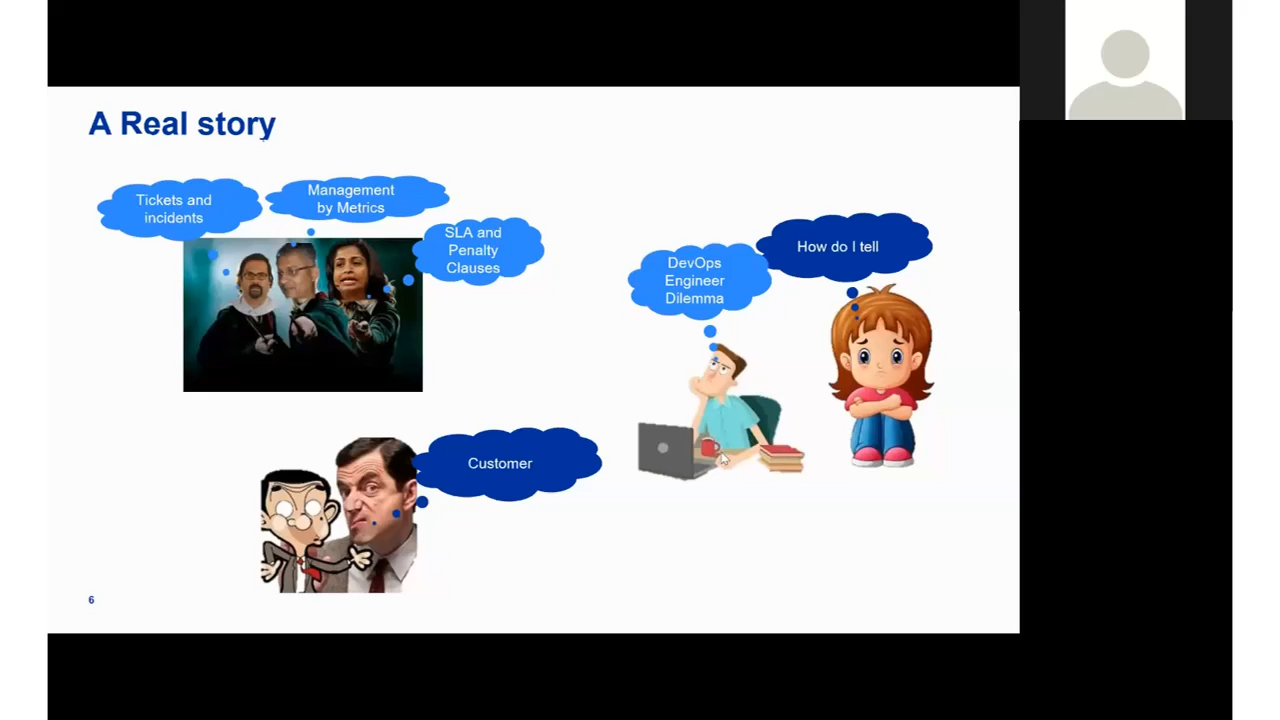 A Real story
Tickets and
incidents
Management
by Metrics
SLA and
Penalty
Clauses
How do I tell
DevOps
Engineer
Dilemma
Customer
6